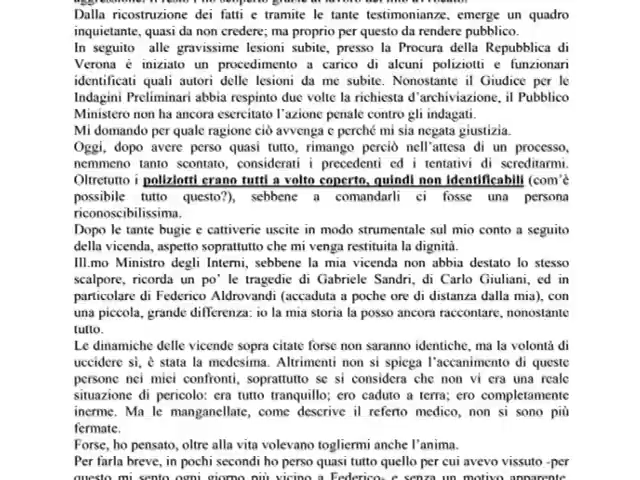 aggressione. Il resto l'ho scoperto grazie al lavoro del mio avvocato.
Dalla ricostruzione dei fatti e tramite le tante testimonianze, emerge un quadro
inquietante, quasi da non credere; ma proprio per questo da rendere pubblico.
In seguito alle gravissime lesioni subite, presso la Procura della Repubblica di
Verona è iniziato un procedimento a carico di alcuni poliziotti e funzionari
identificati quali autori delle lesioni da me subite. Nonostante il Giudice per le
Indagini Preliminari abbia respinto due volte la richiesta d'archiviazione, il Pubblico
Ministero non ha ancora esercitato l'azione penale contro gli indagati.
Mi domando per quale ragione ciò avvenga e perché mi sia negata giustizia.
Oggi, dopo avere perso quasi tutto, rimango perciò nell'attesa di un processo,
nemmeno tanto scontato, considerati i precedenti ed i tentativi di screditarmi.
Oltretutto i poliziotti erano tutti a volto coperto, quindi non identificabili (com'è
possibile tutto questo?), sebbene a comandarli ci fosse una persona
riconoscibilissima.
Dopo le tante bugie e cattiverie uscite in modo strumentale sul mio conto a seguito
della vicenda, aspetto soprattutto che mi venga restituita la dignità.
Ill.mo Ministro degli Interni, sebbene la mia vicenda non abbia destato lo stesso
scalpore, ricorda un po' le tragedie di Gabriele Sandri, di Carlo Giuliani, ed in
particolare di Federico Aldrovandi (accaduta a poche ore di distanza dalla mia), con
una piccola, grande differenza: io la mia storia la posso ancora raccontare, nonostante
tutto.
Le dinamiche delle vicende sopra citate forse non saranno identiche, ma la volontà di
uccidere sì, è stata la medesima. Altrimenti non si spiega l'accanimento di queste
persone nei miei confronti, soprattutto se si considera che non vi era una reale
situazione di pericolo: era tutto tranquillo; ero caduto a terra; ero completamente
inerme. Ma le manganellate, come descrive il referto medico, non si sono più
fermate.
Forse, ho pensato, oltre alla vita volevano togliermi anche l'anima.
Per farla breve, in pochi secondi ho perso quasi tutto quello per cui avevo vissuto -per
questo mi sento ogni giorno più vicino a Federico- e senza un motivo apparente,